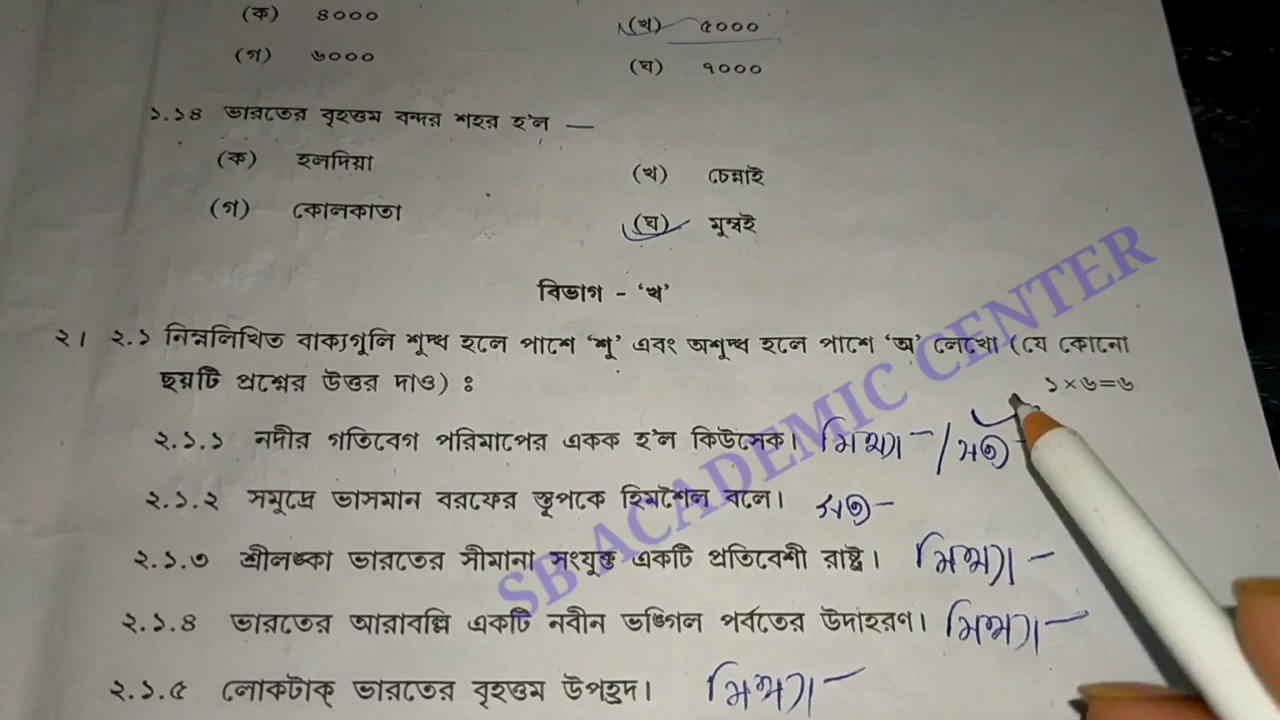 (ক) ৪০০০ (খ) ৫০০০
(গ) ৬০০০ (ঘ) ৭০০০
১.১৪ ভারতের বৃহত্তম বন্দর শহর হ'ল —
(ক) হলদিয়া (খ) চেন্নাই
(গ) কোলকাতা (ঘ) মুম্বই
বিভাগ - 'খ'
২। ২.১ নিম্নলিখিত বাক্যগুলি শুদ্ধ হলে পাশে 'শু' এবং অশুদ্ধ হলে পাশে 'অ' লেখো (যে কোনো
ছয়টি প্রশ্নের উত্তর দাও) : ১×৬=৬
২.১.১ নদীর গতিবেগ পরিমাপের একক হ'ল কিউসেক। মিথ্যা - / সত্য -
২.১.২ সমুদ্রে ভাসমান বরফের স্তূপকে হিমশৈল বলে। সত্য -
২.১.৩ শ্রীলঙ্কা ভারতের সীমানা সংযুক্ত একটি প্রতিবেশী রাষ্ট্র। মিথ্যা -
২.১.৪ ভারতের আরাবল্লি একটি নবীন ভঙ্গিল পর্বতের উদাহরণ। মিথ্যা -
২.১.৫ লোকটাক্ ভারতের বৃহত্তম উপহ্রদ। মিথ্যা -
SB ACADEMIC CENTER